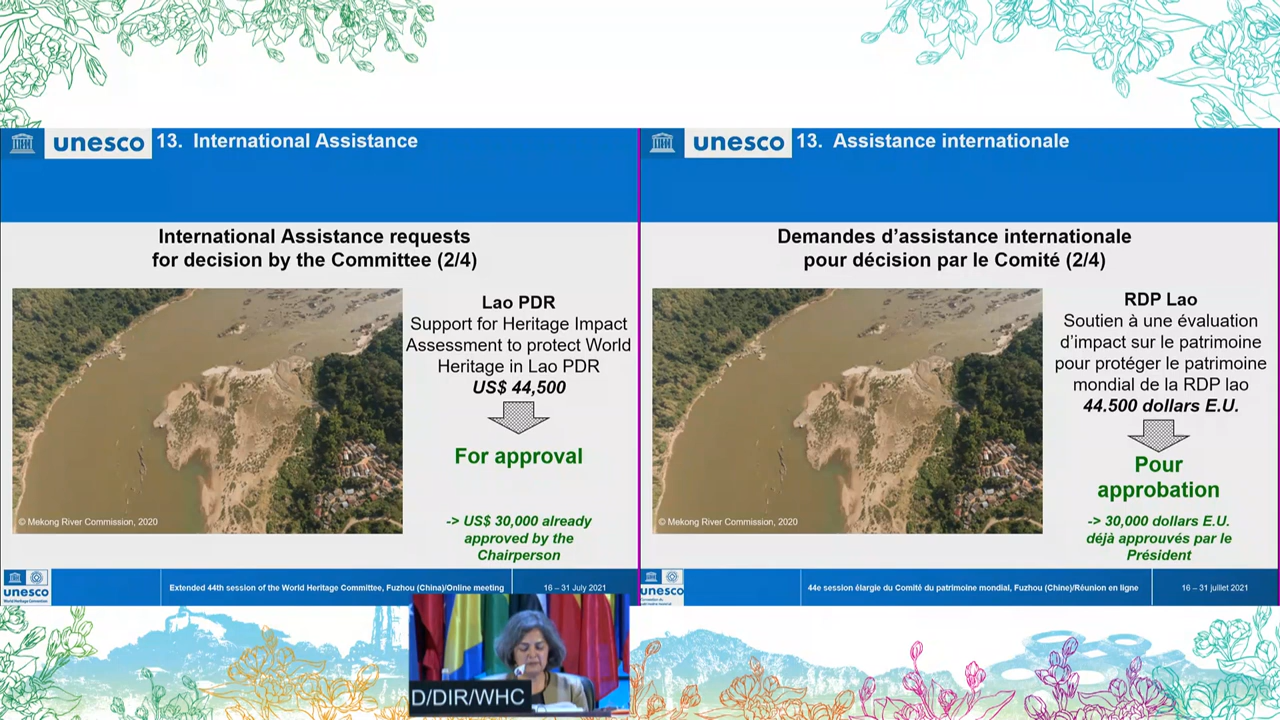 unesco
13. International Assistance
International Assistance requests
for decision by the Committee (2/4)
Lao PDR
Support for Heritage Impact
Assessment to protect World
Heritage in Lao PDR
US$ 44,500
For approval
-> US$ 30,000 already
approved by the
Chairperson
© Mekong River Commission, 2020
unesco
World Heritage Convention
Extended 44th session of the World Heritage Committee, Fuzhou (China)/Online meeting
16 – 31 July 2021
unesco
13. Assistance internationale
Demandes d’assistance internationale
pour décision par le Comité (2/4)
RDP Lao
Soutien à une évaluation
d’impact sur le patrimoine
pour protéger le patrimoine
mondial de la RDP lao
44.500 dollars E.U.
Pour
approbation
-> 30,000 dollars E.U.
déjà approuvés par le
Président
© Mekong River Commission, 2020
unesco
44e session élargie du Comité du patrimoine mondial, Fuzhou (Chine)/Réunion en ligne
16 – 31 juillet 2021
D/DIR/WHC